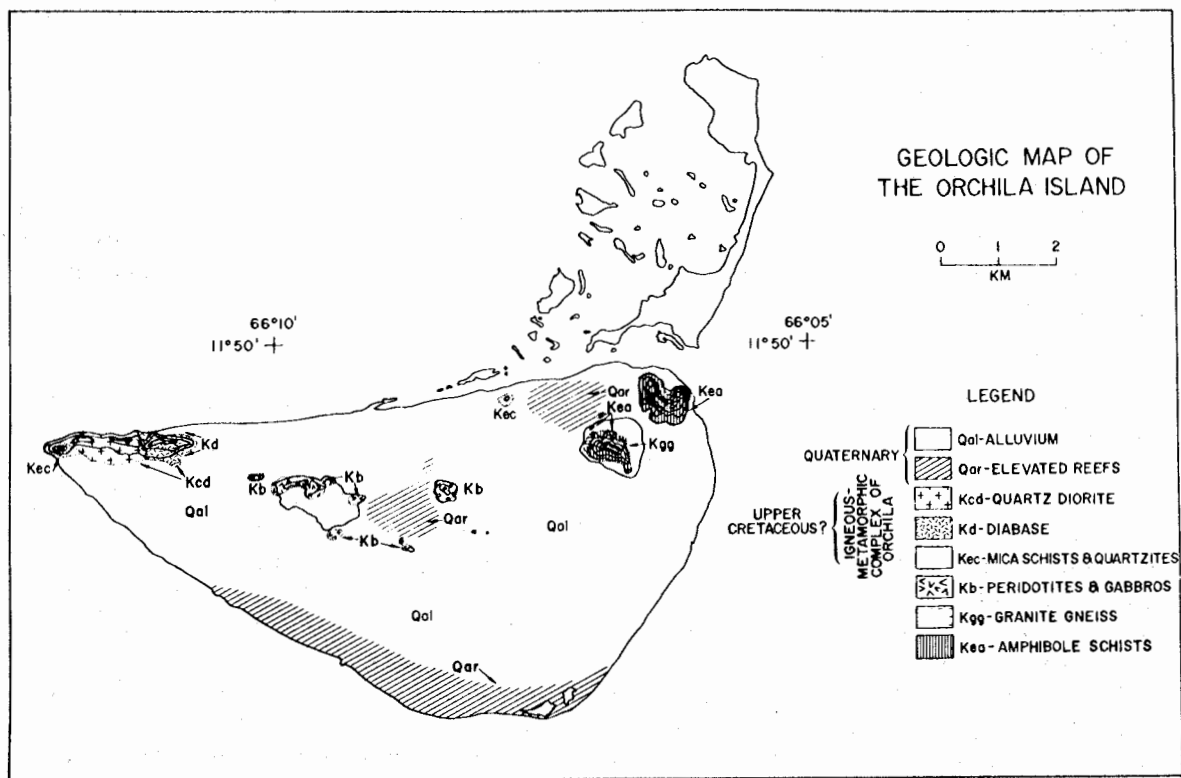 GEOLOGIC MAP OF
THE ORCHILA ISLAND
0 1 2
KM
66°10'
11°50'
66°05'
11°50'
Qar
Kea
Kec
Kea
Kgg
Kd
Kec
Kcd
Kb
Kb
Kb
Qal
Qar
Qal
Kb
Qal
Qar
LEGEND
QUATERNARY
Qal-ALLUVIUM
Qar-ELEVATED REEFS
UPPER
CRETACEOUS?
IGNEOUS-
METAMORPHIC
COMPLEX OF
ORCHILA
Kcd-QUARTZ DIORITE
Kd-DIABASE
Kec-MICA SCHISTS & QUARTZITES
Kb-PERIDOTITES & GABBROS
Kgg-GRANITE GNEISS
Kea-AMPHIBOLE SCHISTS